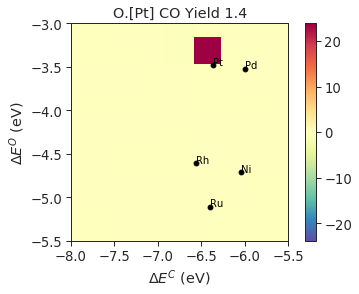 O.[Pt] CO Yield 1.4
−3.0
−3.5
−4.0
−4.5
−5.0
−5.5
ΔE^O (eV)
Pt
Pd
Rh
Ni
Ru
20
10
0
−10
−20
−8.0 −7.5 −7.0 −6.5 −6.0 −5.5
ΔE^C (eV)